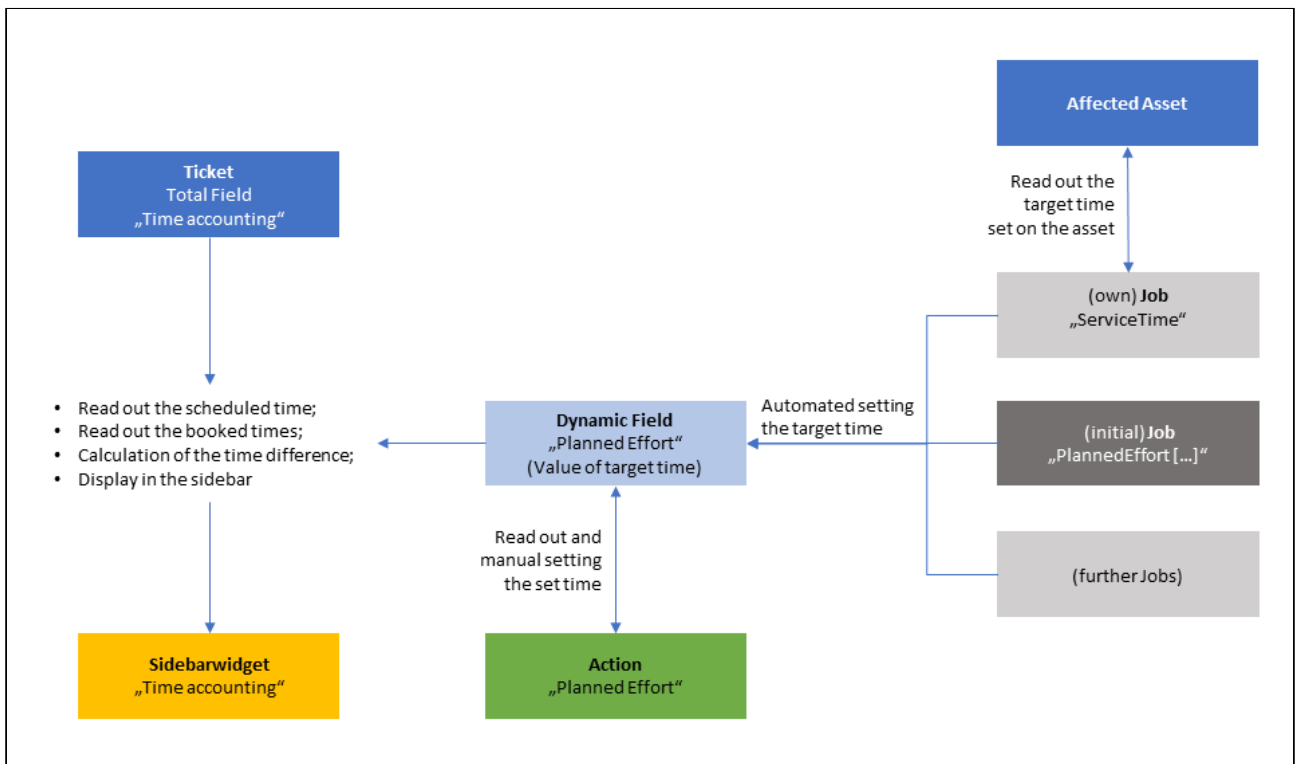 Affected Asset
Ticket
Total Field
„Time accounting“
Read out the
target time
set on the asset
(own) Job
„ServiceTime“
• Read out the scheduled time;
• Read out the booked times;
• Calculation of the time difference;
• Display in the sidebar
Dynamic Field
„Planned Effort“
(Value of target time)
Automated setting
the target time
(initial) Job
„PlannedEffort […]“
Read out and
manual setting
the set time
(further Jobs)
Sidebarwidget
„Time accounting“
Action
„Planned Effort“